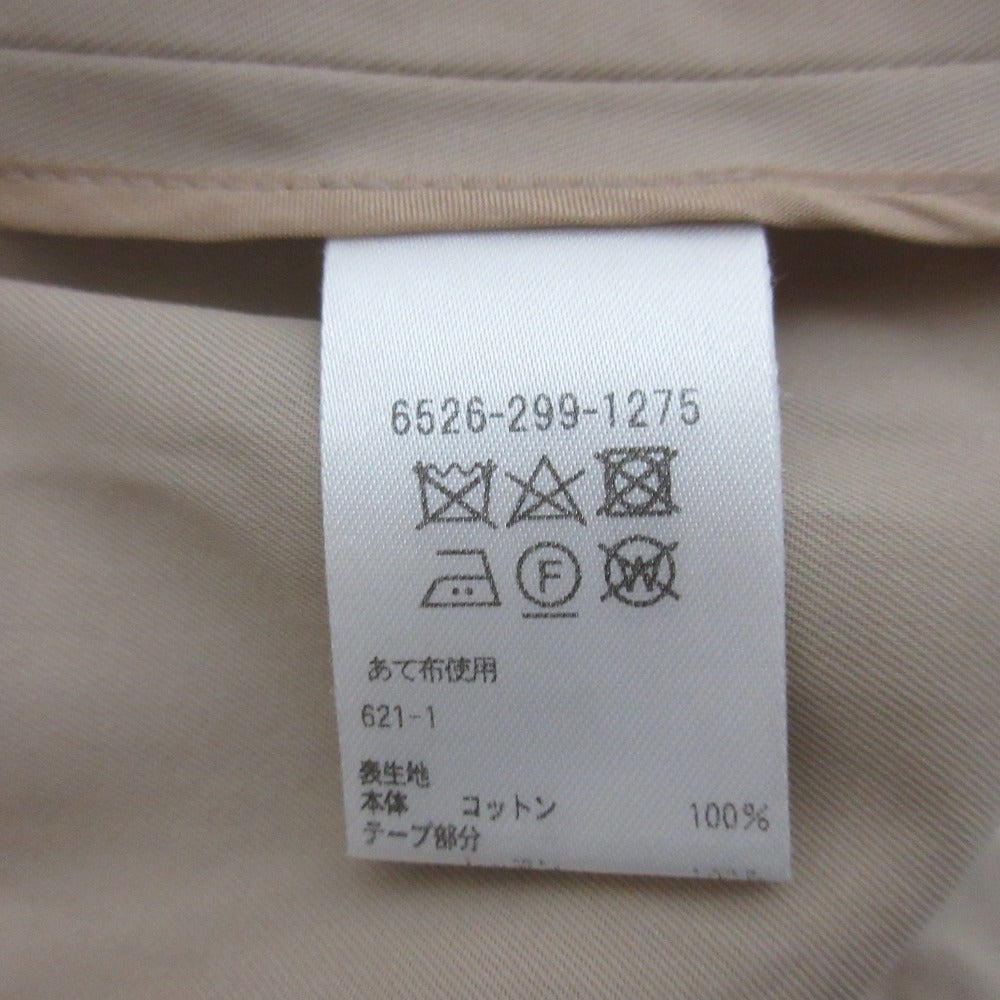 6526-299-1275
F W
あて布使用
621-1
表生地
本体 コットン 100%
テープ部分